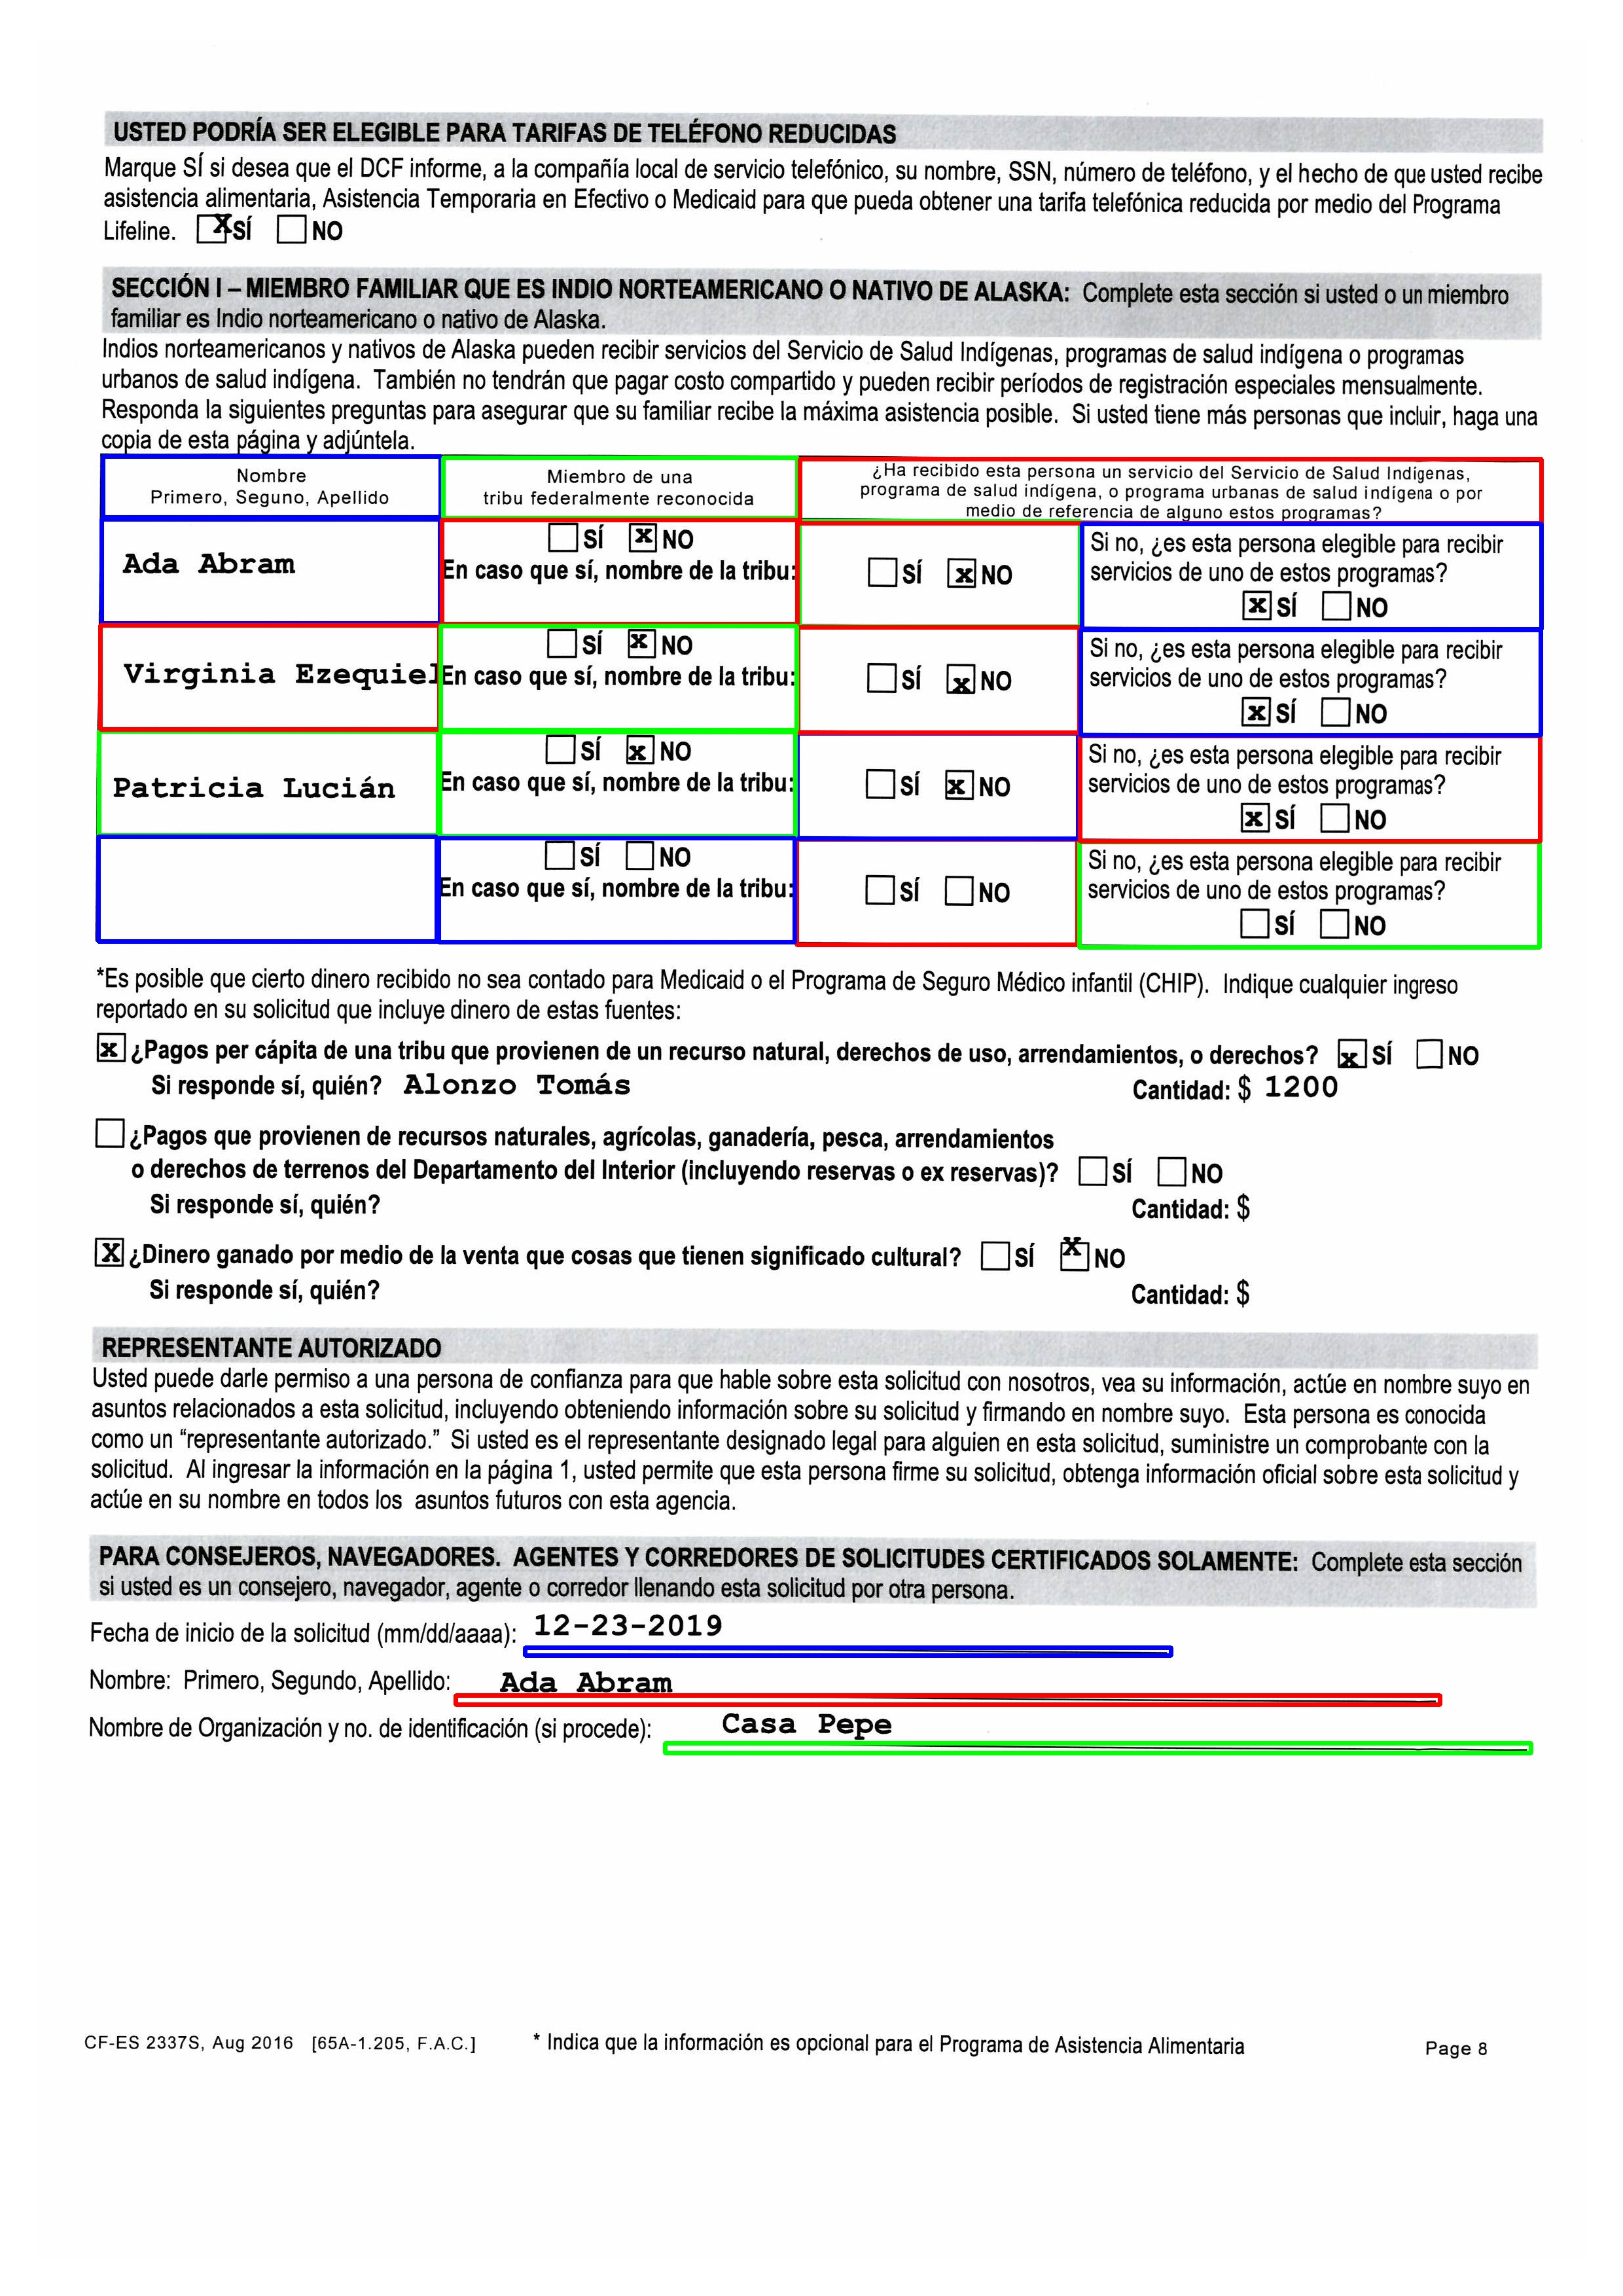 USTED PODRÍA SER ELEGIBLE PARA TARIFAS DE TELÉFONO REDUCIDAS
Marque SÍ si desea que el DCF informe, a la compañía local de servicio telefónico, su nombre, SSN, número de teléfono, y el hecho de que usted recibe
asistencia alimentaria, Asistencia Temporaria en Efectivo o Medicaid para que pueda obtener una tarifa telefónica reducida por medio del Programa
Lifeline. X SÍ NO
SECCIÓN I – MIEMBRO FAMILIAR QUE ES INDIO NORTEAMERICANO O NATIVO DE ALASKA: Complete esta sección si usted o un miembro
familiar es Indio norteamericano o nativo de Alaska.
Indios norteamericanos y nativos de Alaska pueden recibir servicios del Servicio de Salud Indígenas, programas de salud indígena o programas
urbanos de salud indígena. También no tendrán que pagar costo compartido y pueden recibir períodos de registración especiales mensualmente.
Responda la siguientes preguntas para asegurar que su familiar recibe la máxima asistencia posible. Si usted tiene más personas que incluir, haga una
copia de esta página y adjúntela.
Nombre
Primero, Seguno, Apellido
Miembro de una
tribu federalmente reconocida
¿Ha recibido esta persona un servicio del Servicio de Salud Indígenas,
programa de salud indígena, o programa urbanas de salud indígena o por
medio de referencia de alguno estos programas?
Ada Abram
SÍ x NO
En caso que sí, nombre de la tribu:
SÍ x NO
Si no, ¿es esta persona elegible para recibir
servicios de uno de estos programas?
x SÍ NO
Virginia Ezequiel
SÍ x NO
En caso que sí, nombre de la tribu:
SÍ x NO
Si no, ¿es esta persona elegible para recibir
servicios de uno de estos programas?
x SÍ NO
Patricia Lucián
SÍ x NO
En caso que sí, nombre de la tribu:
SÍ x NO
Si no, ¿es esta persona elegible para recibir
servicios de uno de estos programas?
x SÍ NO
SÍ NO
En caso que sí, nombre de la tribu:
SÍ NO
Si no, ¿es esta persona elegible para recibir
servicios de uno de estos programas?
SÍ NO
*Es posible que cierto dinero recibido no sea contado para Medicaid o el Programa de Seguro Médico infantil (CHIP). Indique cualquier ingreso
reportado en su solicitud que incluye dinero de estas fuentes:
x ¿Pagos per cápita de una tribu que provienen de un recurso natural, derechos de uso, arrendamientos, o derechos? x SÍ NO
Si responde sí, quién? Alonzo Tomás Cantidad: $ 1200
¿Pagos que provienen de recursos naturales, agrícolas, ganadería, pesca, arrendamientos
o derechos de terrenos del Departamento del Interior (incluyendo reservas o ex reservas)? SÍ NO
Si responde sí, quién? Cantidad: $
X ¿Dinero ganado por medio de la venta que cosas que tienen significado cultural? SÍ x NO
Si responde sí, quién? Cantidad: $
REPRESENTANTE AUTORIZADO
Usted puede darle permiso a una persona de confianza para que hable sobre esta solicitud con nosotros, vea su información, actúe en nombre suyo en
asuntos relacionados a esta solicitud, incluyendo obteniendo información sobre su solicitud y firmando en nombre suyo. Esta persona es conocida
como un “representante autorizado.” Si usted es el representante designado legal para alguien en esta solicitud, suministre un comprobante con la
solicitud. Al ingresar la información en la página 1, usted permite que esta persona firme su solicitud, obtenga información oficial sobre esta solicitud y
actúe en su nombre en todos los asuntos futuros con esta agencia.
PARA CONSEJEROS, NAVEGADORES. AGENTES Y CORREDORES DE SOLICITUDES CERTIFICADOS SOLAMENTE: Complete esta sección
si usted es un consejero, navegador, agente o corredor llenando esta solicitud por otra persona.
Fecha de inicio de la solicitud (mm/dd/aaaa): 12-23-2019
Nombre: Primero, Segundo, Apellido: Ada Abram
Nombre de Organización y no. de identificación (si procede): Casa Pepe
CF-ES 2337S, Aug 2016 [65A-1.205, F.A.C.] * Indica que la información es opcional para el Programa de Asistencia Alimentaria Page 8